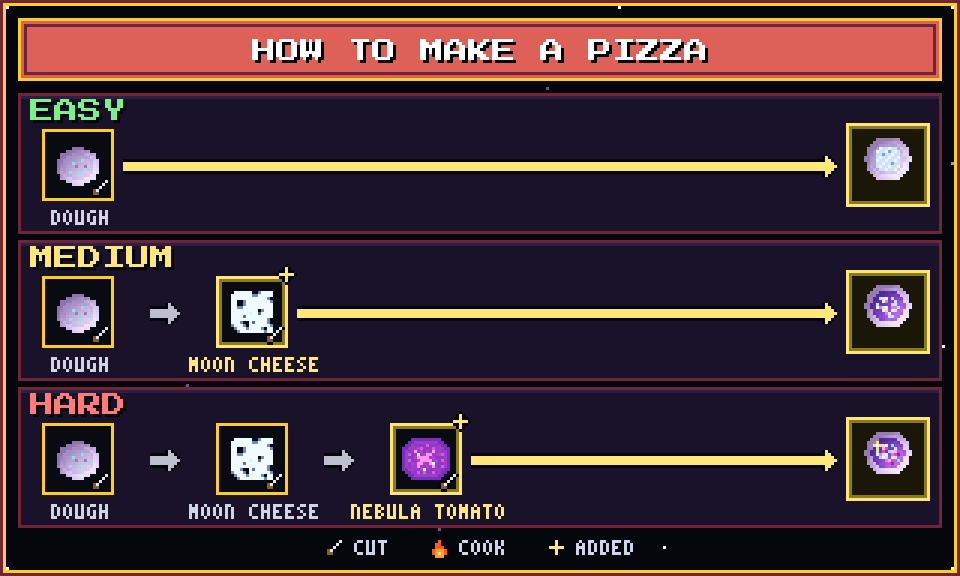 HOW TO MAKE A PIZZA
EASY
DOUGH
MEDIUM
DOUGH MOON CHEESE
HARD
DOUGH MOON CHEESE NEBULA TOMATO
CUT COOK + ADDED